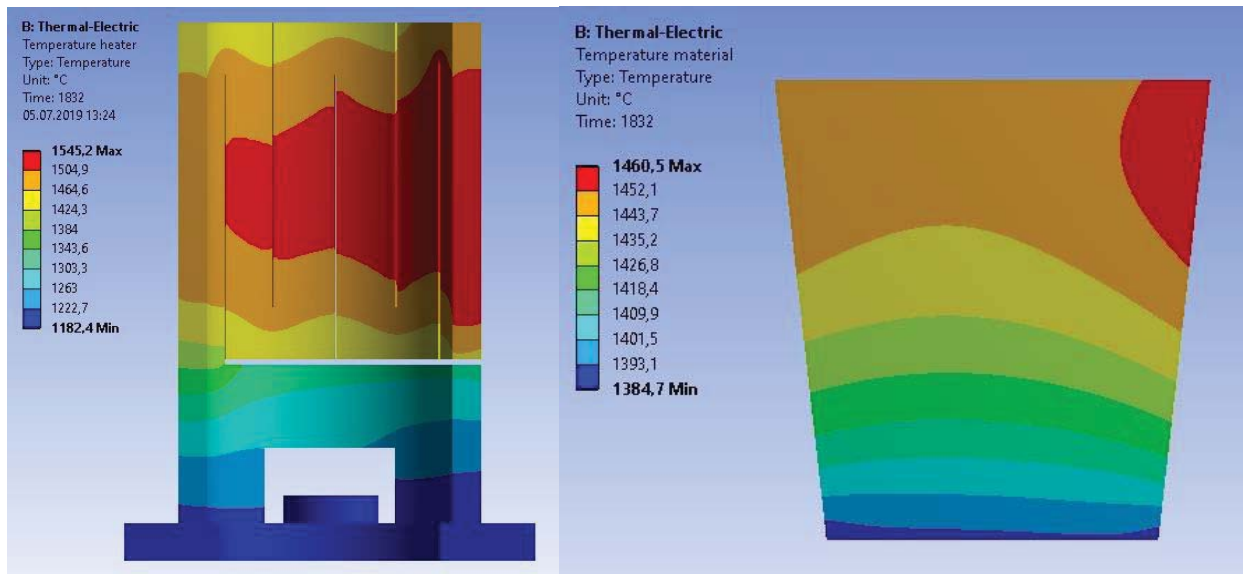 B: Thermal-Electric
Temperature heater
Type: Temperature
Unit: °C
Time: 1832
05.07.2019 13:24
1545,2 Max
1504,9
1464,6
1424,3
1384
1343,6
1303,3
1263
1222,7
1182,4 Min
B: Thermal-Electric
Temperature material
Type: Temperature
Unit: °C
Time: 1832
1460,5 Max
1452,1
1443,7
1435,2
1426,8
1418,4
1409,9
1401,5
1393,1
1384,7 Min